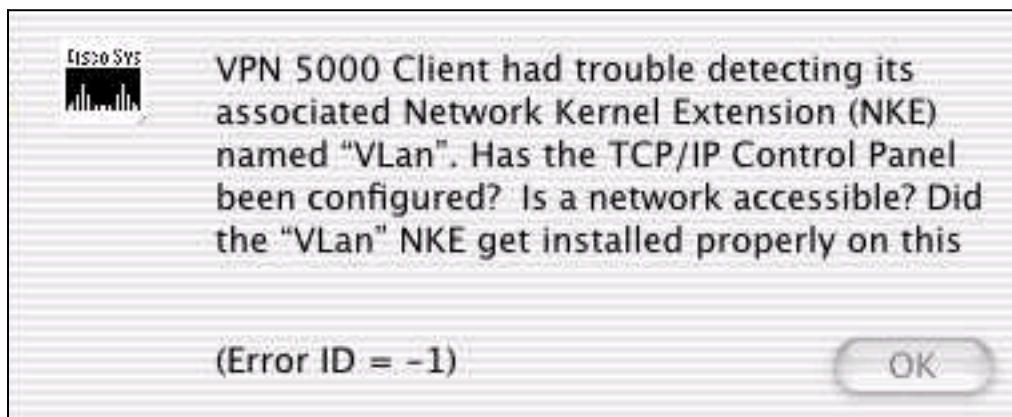 Cisco Sys
VPN 5000 Client had trouble detecting its
associated Network Kernel Extension (NKE)
named “VLan”. Has the TCP/IP Control Panel
been configured?  Is a network accessible? Did
the “VLan” NKE get installed properly on this
(Error ID = -1)
OK